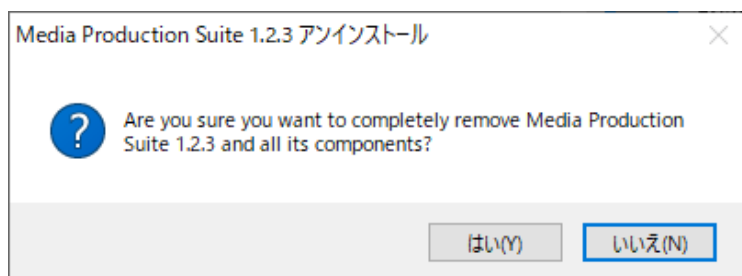 Media Production Suite 1.2.3 アンインストール
Are you sure you want to completely remove Media Production
Suite 1.2.3 and all its components?
はい(Y)
いいえ(N)